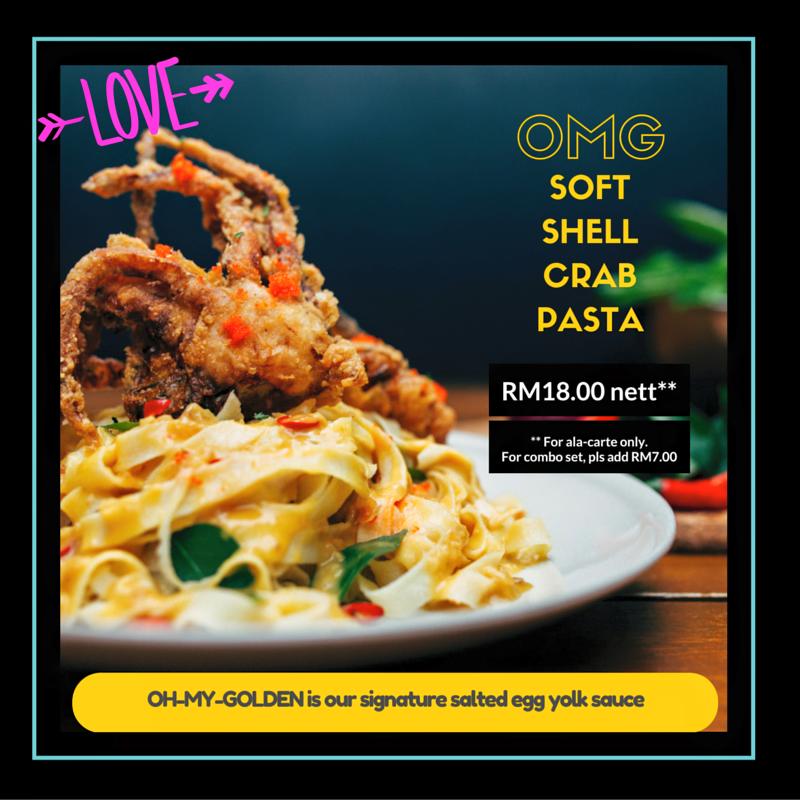 LOVE
OMG
SOFT
SHELL
CRAB
PASTA
RM18.00 nett**
** For ala-carte only.
For combo set, pls add RM7.00
OH-MY-GOLDEN is our signature salted egg yolk sauce